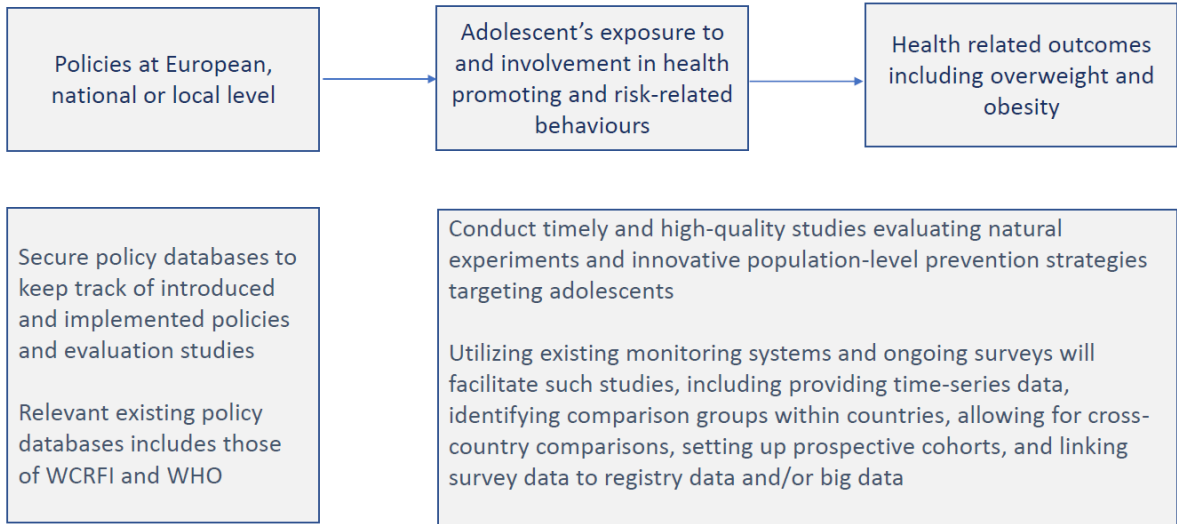 Policies at European,
national or local level
Adolescent's exposure to
and involvement in health
promoting and risk-related
behaviours
Health related outcomes
including overweight and
obesity
Secure policy databases to
keep track of introduced
and implemented policies
and evaluation studies
Relevant existing policy
databases includes those
of WCRFI and WHO
Conduct timely and high-quality studies evaluating natural
experiments and innovative population-level prevention strategies
targeting adolescents
Utilizing existing monitoring systems and ongoing surveys will
facilitate such studies, including providing time-series data,
identifying comparison groups within countries, allowing for cross-
country comparisons, setting up prospective cohorts, and linking
survey data to registry data and/or big data